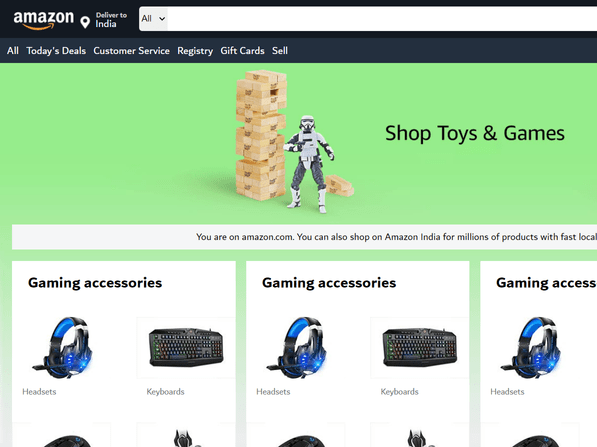 amazon
Deliver to
India
All
All Today's Deals Customer Service Registry Gift Cards Sell
Shop Toys & Games
You are on amazon.com. You can also shop on Amazon India for millions of products with fast local
Gaming accessories Gaming accessories Gaming access
Headsets Keyboards Headsets Keyboards Headsets